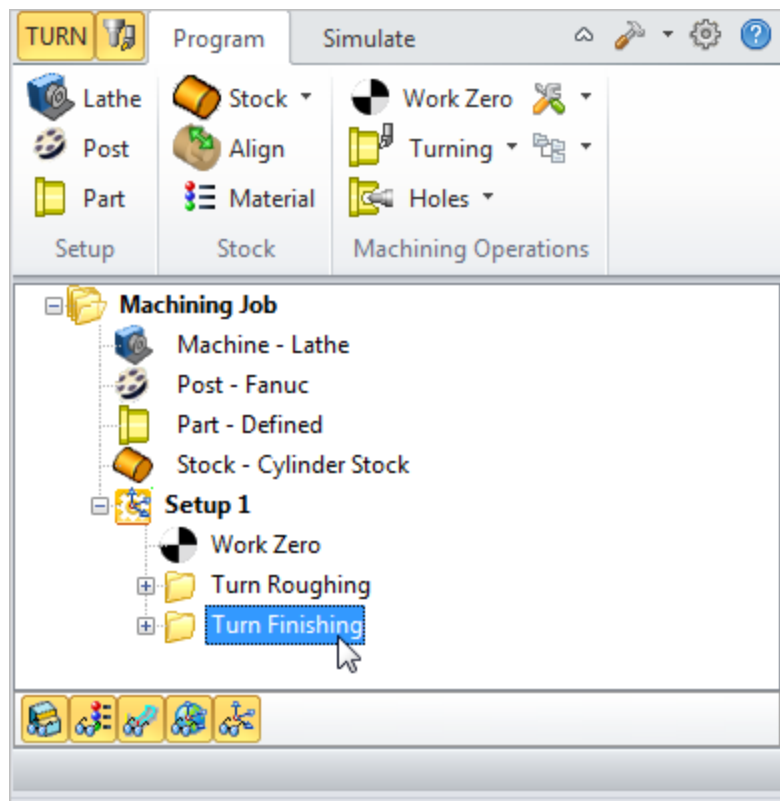 TURN Program Simulate
Lathe Stock Work Zero
Post Align Turning
Part Material Holes
Setup Stock Machining Operations
Machining Job
Machine - Lathe
Post - Fanuc
Part - Defined
Stock - Cylinder Stock
Setup 1
Work Zero
Turn Roughing
Turn Finishing